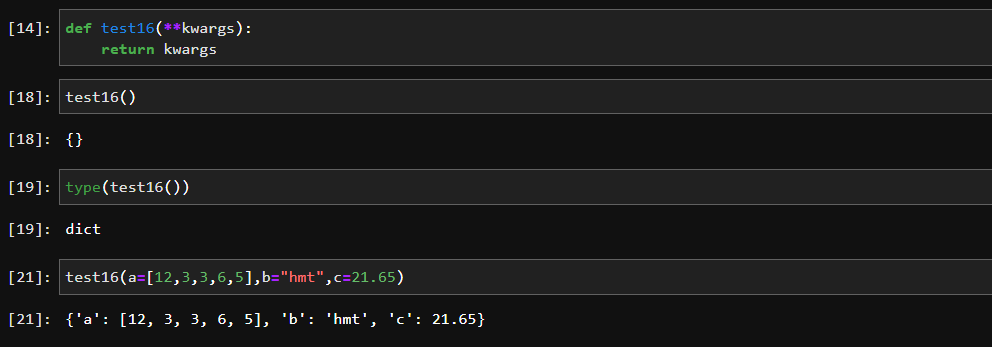 [14]: def test16(**kwargs):
    return kwargs
[18]: test16()
[18]: {}
[19]: type(test16())
[19]: dict
[21]: test16(a=[12,3,3,6,5],b="hmt",c=21.65)
[21]: {'a': [12, 3, 3, 6, 5], 'b': 'hmt', 'c': 21.65}